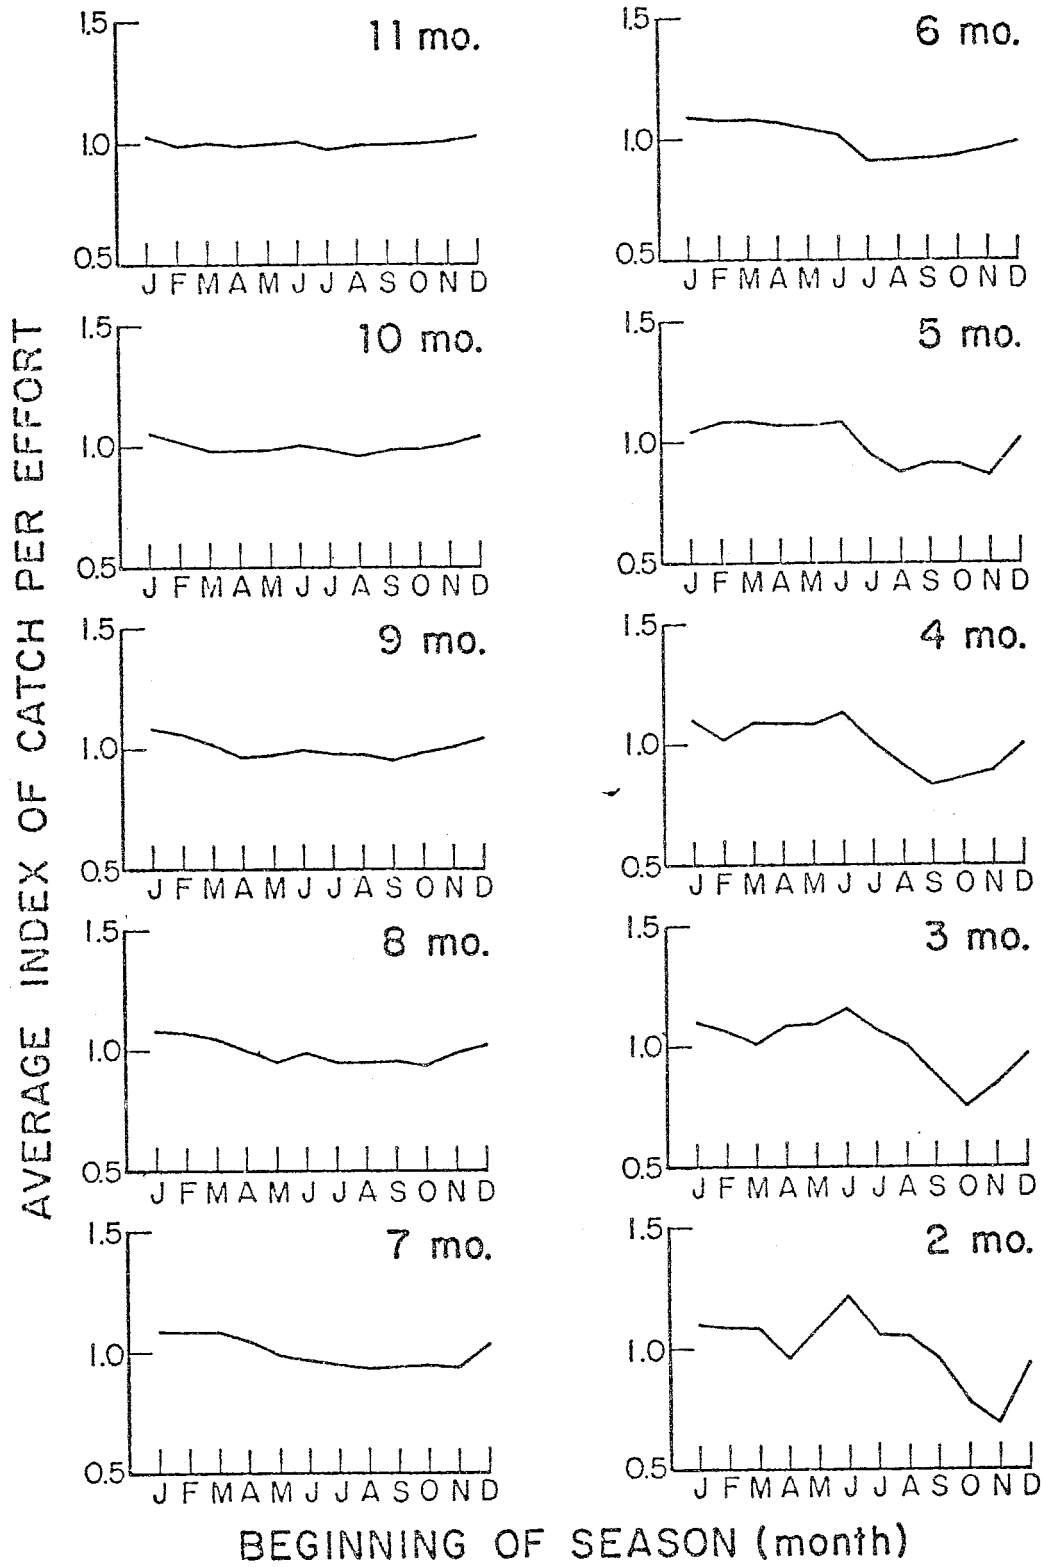 AVERAGE INDEX OF CATCH PER EFFORT
11 mo.
1.5
1.0
0.5
J F M A M J J A S O N D
10 mo.
1.5
1.0
0.5
J F M A M J J A S O N D
9 mo.
1.5
1.0
0.5
J F M A M J J A S O N D
8 mo.
1.5
1.0
0.5
J F M A M J J A S O N D
7 mo.
1.5
1.0
0.5
J F M A M J J A S O N D
6 mo.
1.5
1.0
0.5
J F M A M J J A S O N D
5 mo.
1.5
1.0
0.5
J F M A M J J A S O N D
4 mo.
1.5
1.0
0.5
J F M A M J J A S O N D
3 mo.
1.5
1.0
0.5
J F M A M J J A S O N D
2 mo.
1.5
1.0
0.5
J F M A M J J A S O N D
BEGINNING OF SEASON (month)